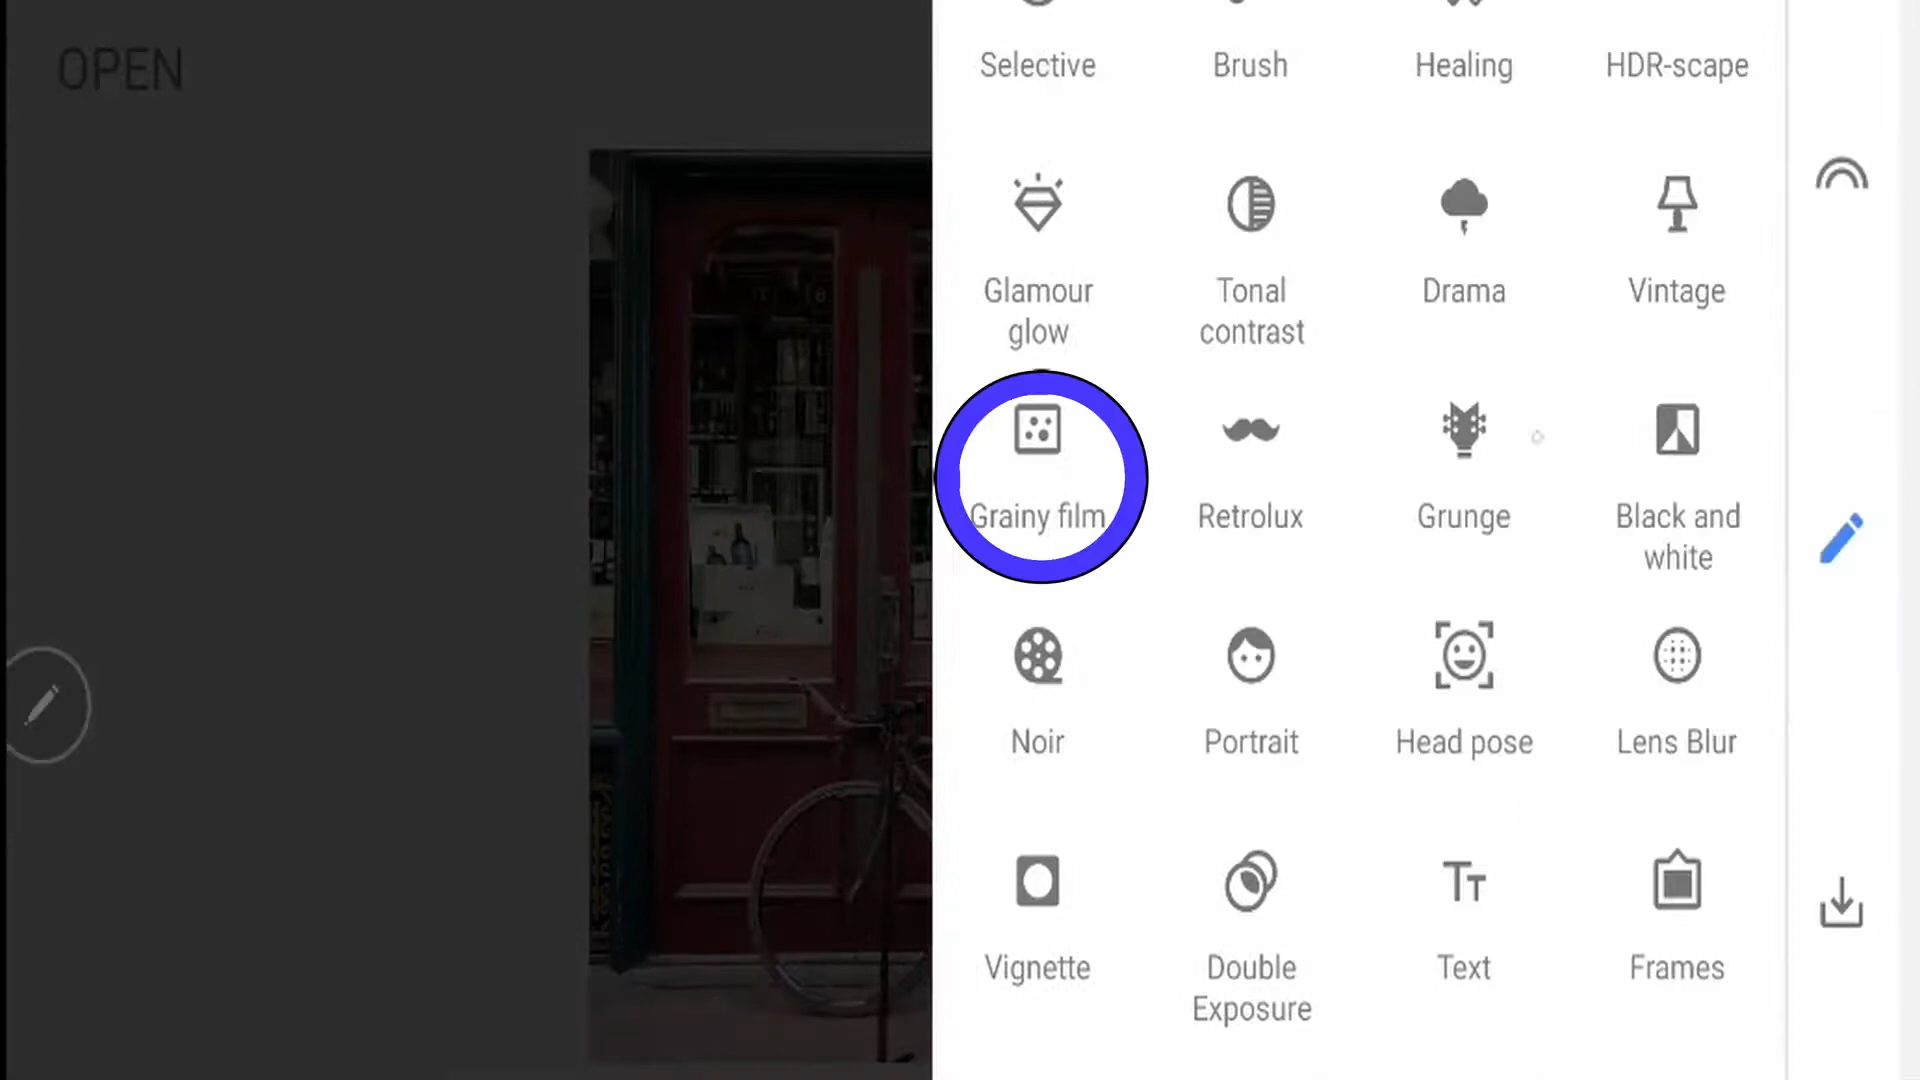 OPEN
Selective Brush Healing HDR-scape
Glamour glow
Tonal contrast
Drama
Vintage
Grainy film
Retrolux
Grunge
Black and white
Noir Portrait Head pose Lens Blur
Vignette
Double Exposure
Text
Frames